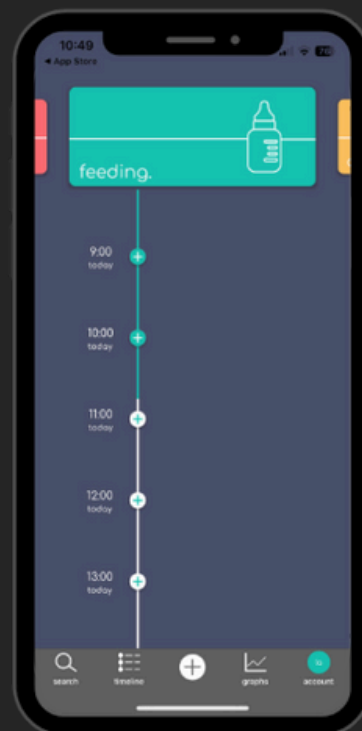 10:49
◀ App Store
feeding.
9:00
today
10:00
today
11:00
today
12:00
today
13:00
today
search
timeline
graphs
account